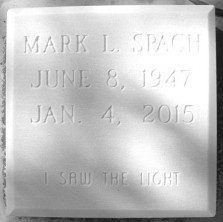 MARK L. SPACH
JUNE 8, 1947
JAN. 4, 2015
I SAW THE LIGHT